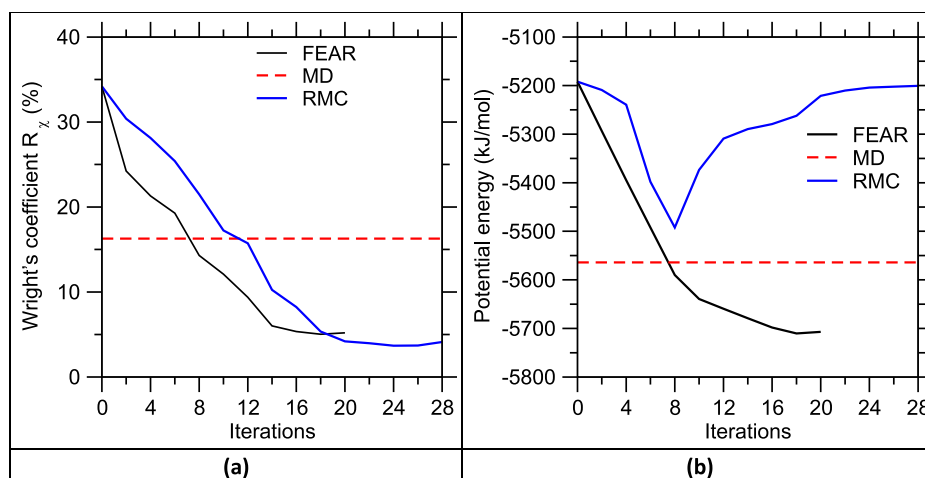 40
30
20
10
0
Wright's coefficient R χ (%)
FEAR
MD
RMC
0 4 8 12 16 20 24 28
Iterations
(a)
-5100
-5200
-5300
-5400
-5500
-5600
-5700
-5800
Potential energy (kJ/mol)
FEAR
MD
RMC
0 4 8 12 16 20 24 28
Iterations
(b)